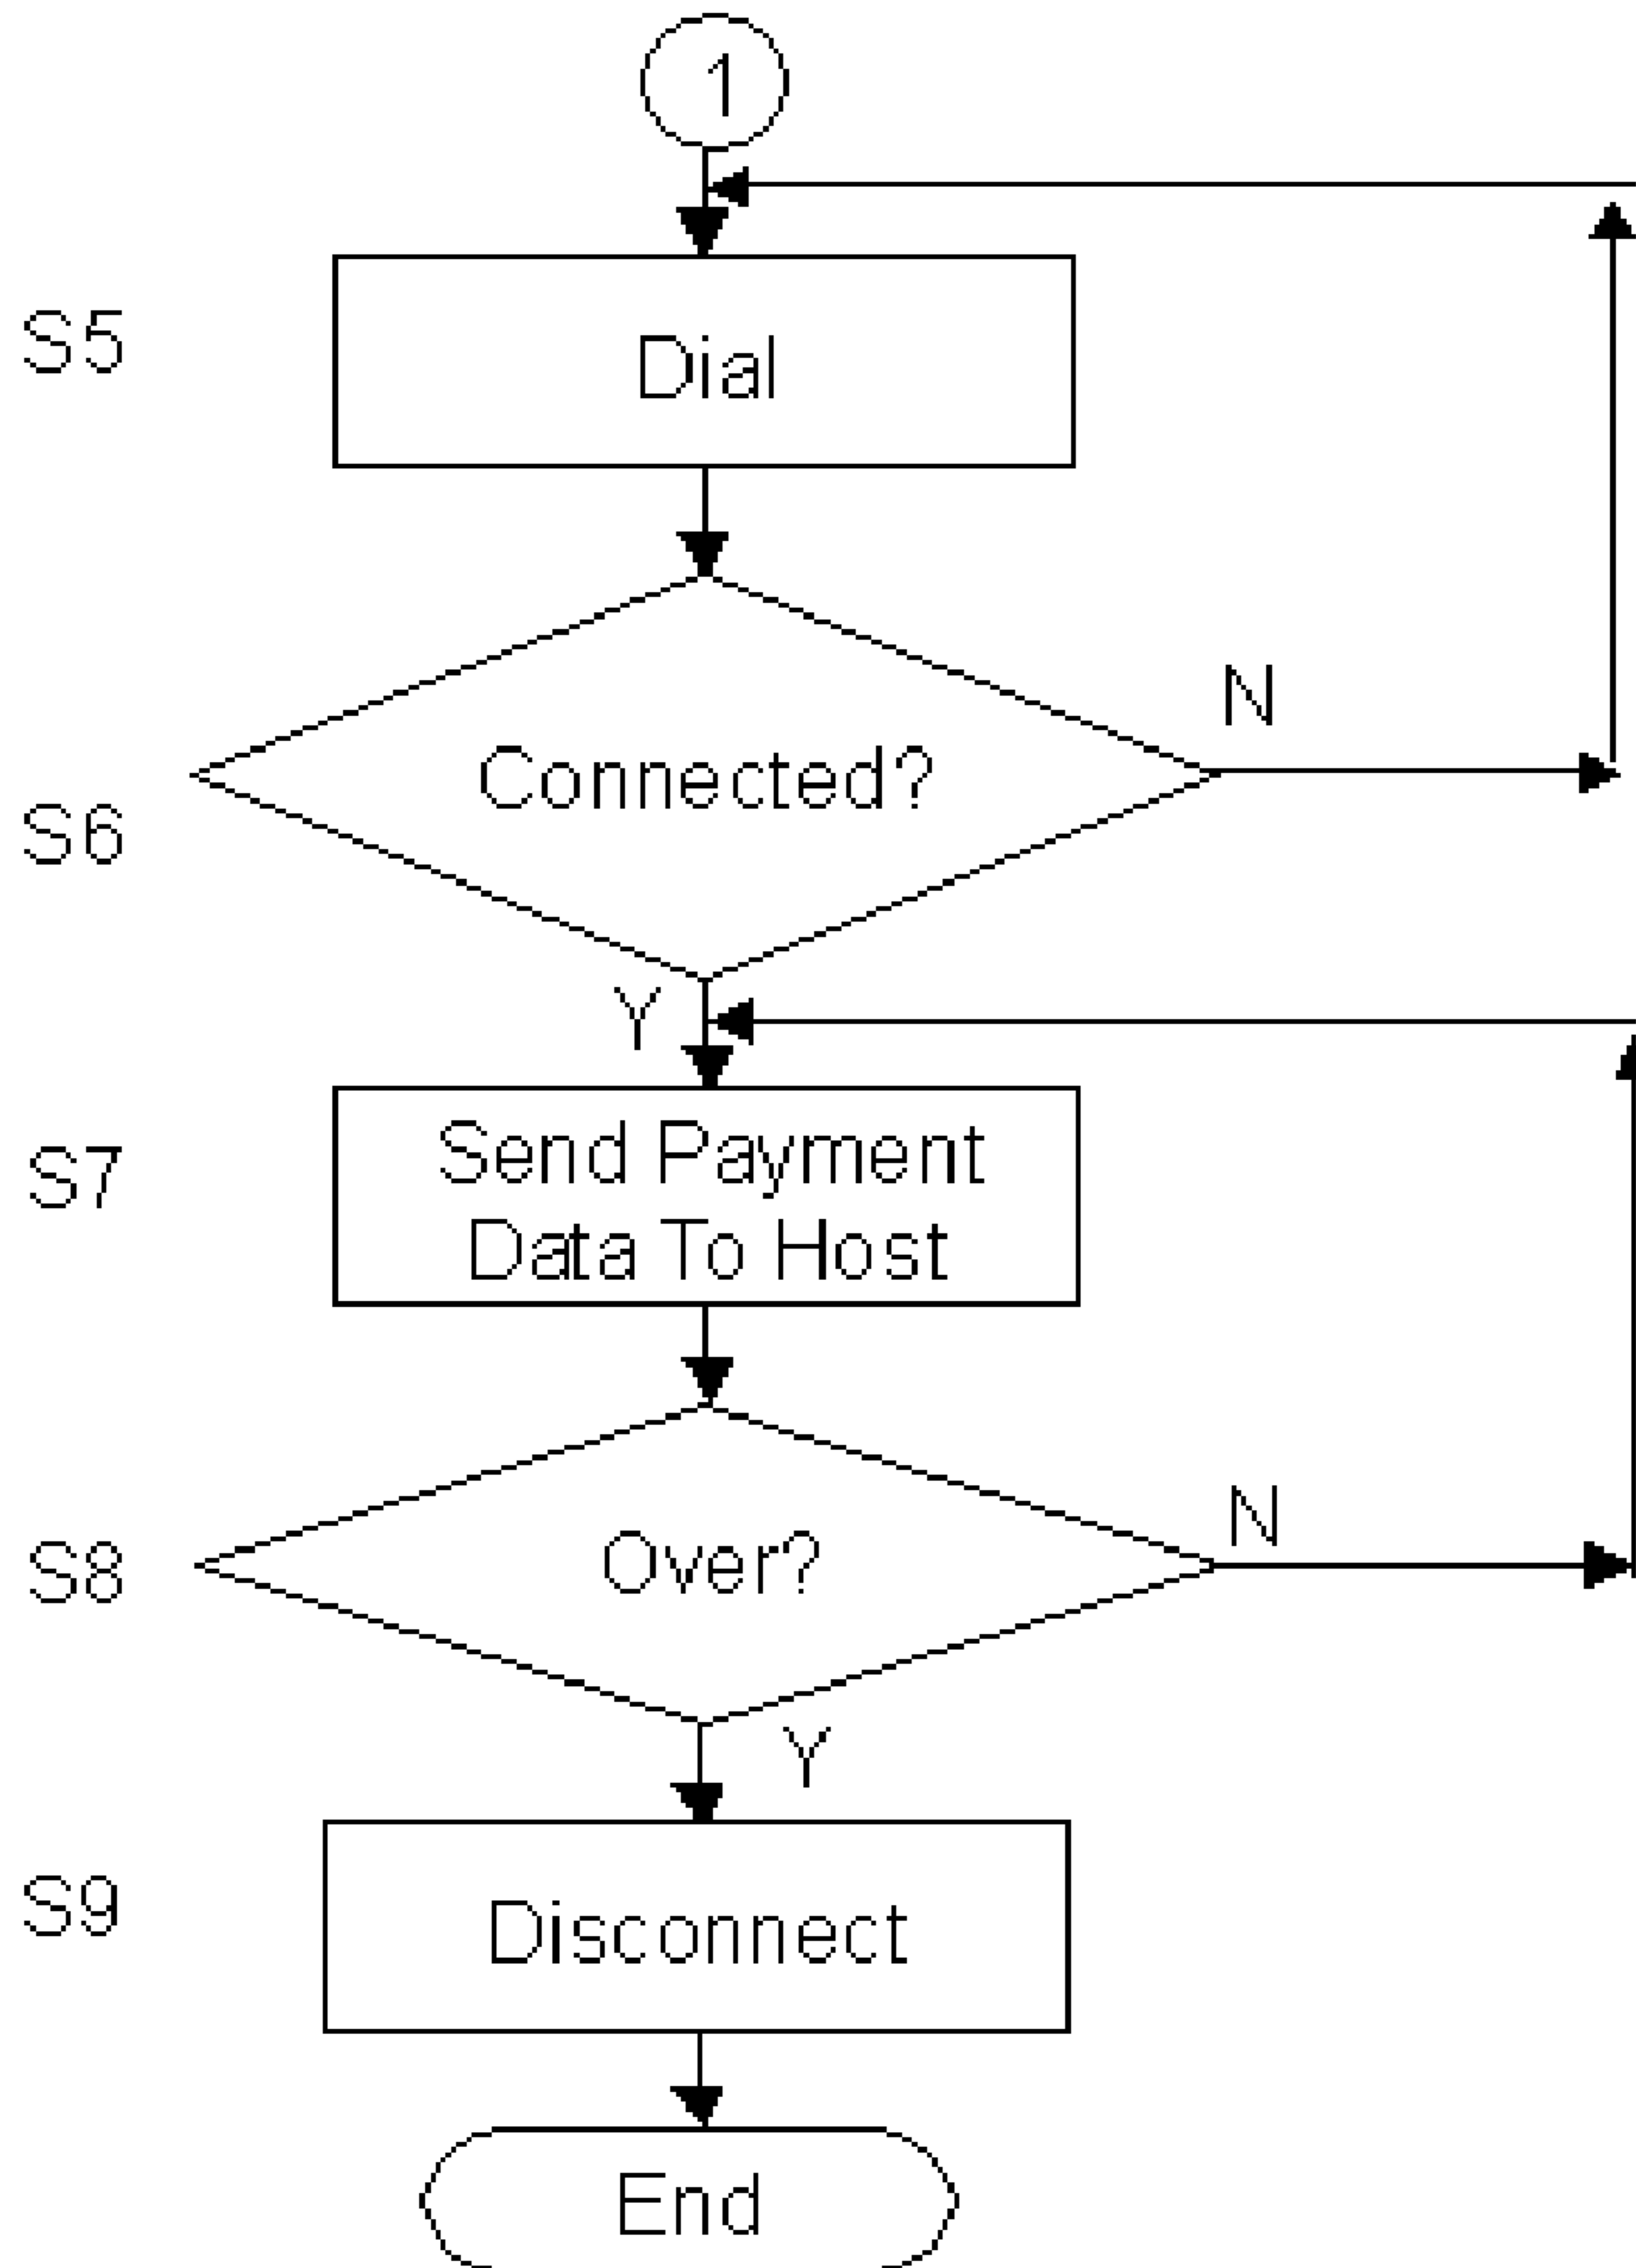 1
S5
Dial
N
Connected?
S6
Y
Send Payment
S7
Data To Host
N
Over?
S8
Y
S9
Disconnect
End